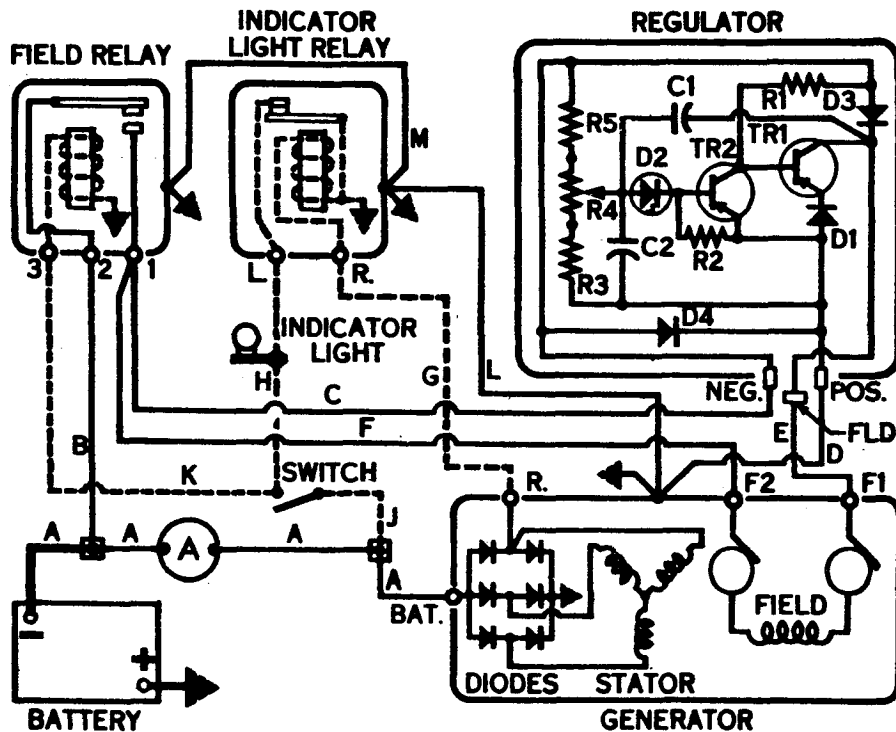 INDICATOR
LIGHT RELAY
REGULATOR
FIELD RELAY
C1
R1
D3
R5
M
TR1
TR2
D2
R4
D1
C2
R2
R3
3
2
1
L.
R.
D4
INDICATOR
LIGHT
L
H
G
NEG.
POS.
C
B
F
E
FLD
D
K
SWITCH
R.
F2
F1
A
A
A
A
J
A
BAT.
FIELD
−
+
DIODES
STATOR
BATTERY
GENERATOR